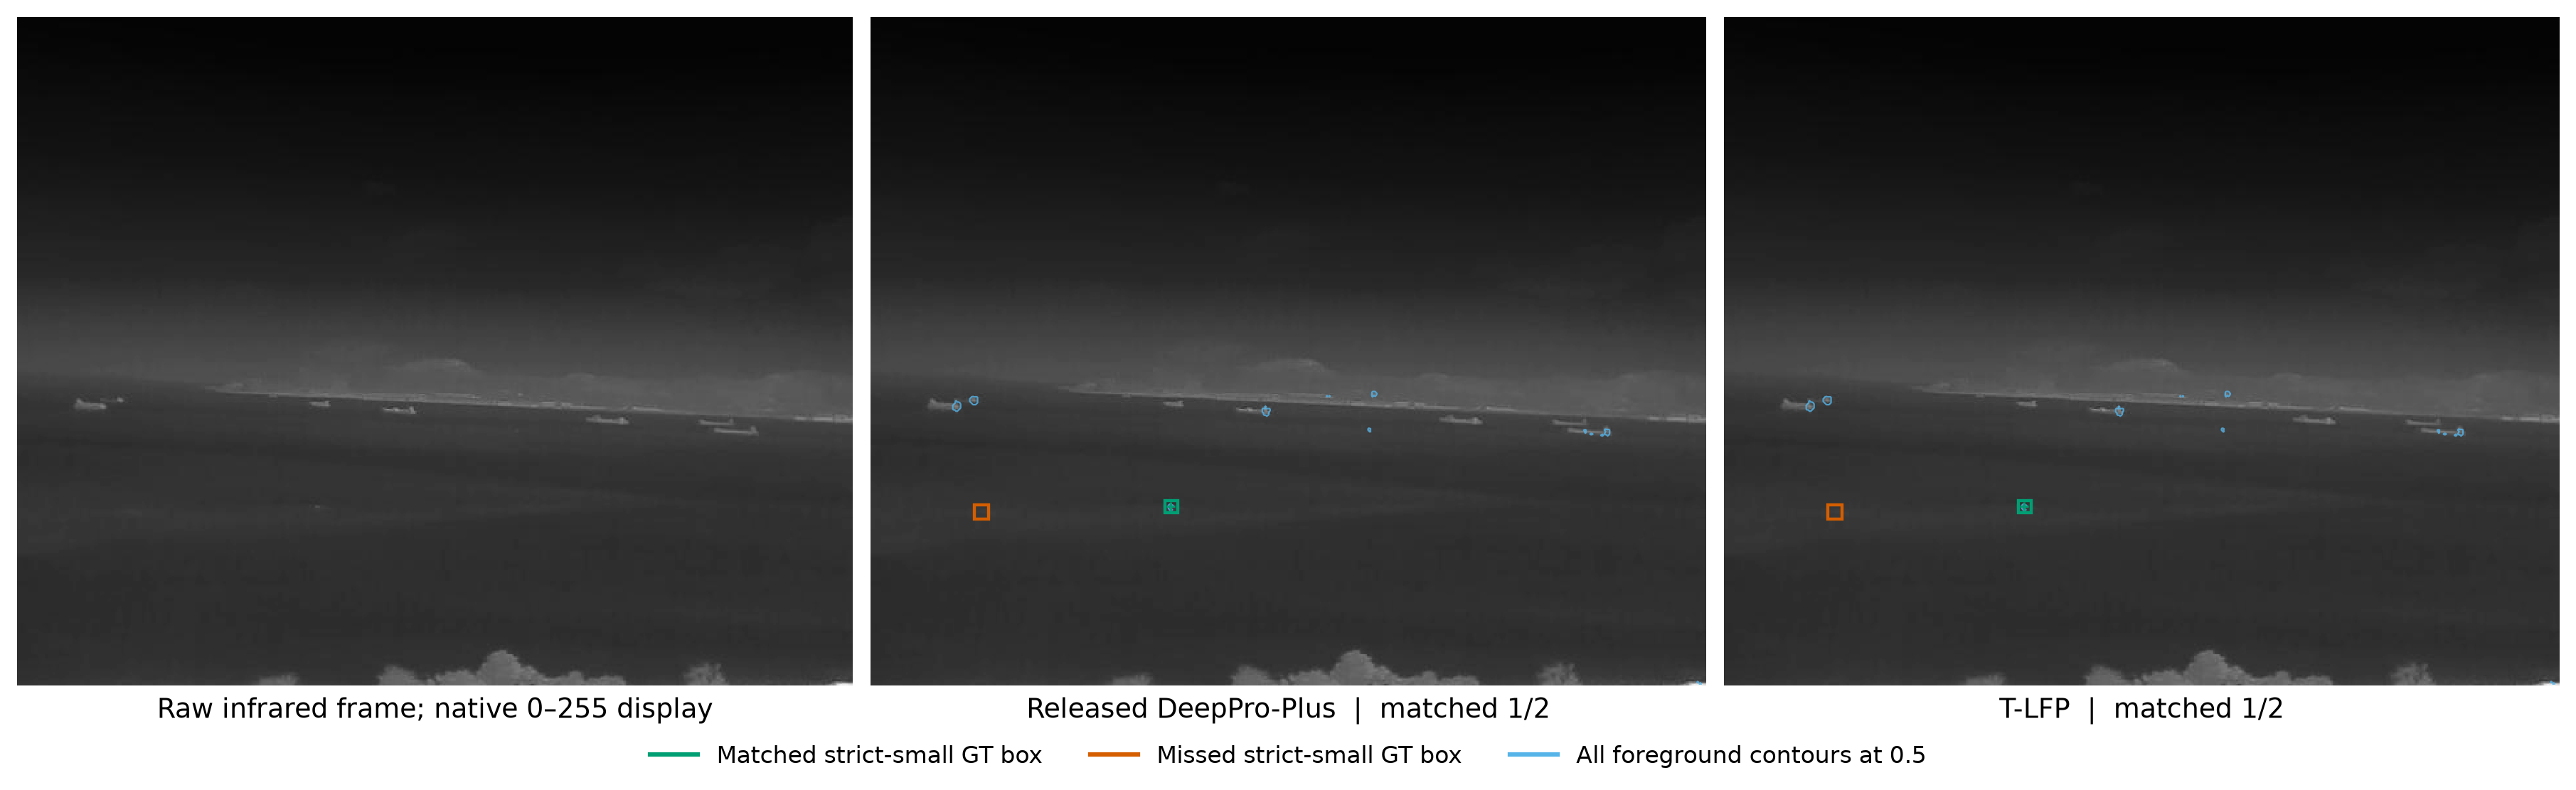 Raw infrared frame; native 0–255 display
Released DeepPro-Plus | matched 1/2
T-LFP | matched 1/2
Matched strict-small GT box
Missed strict-small GT box
All foreground contours at 0.5